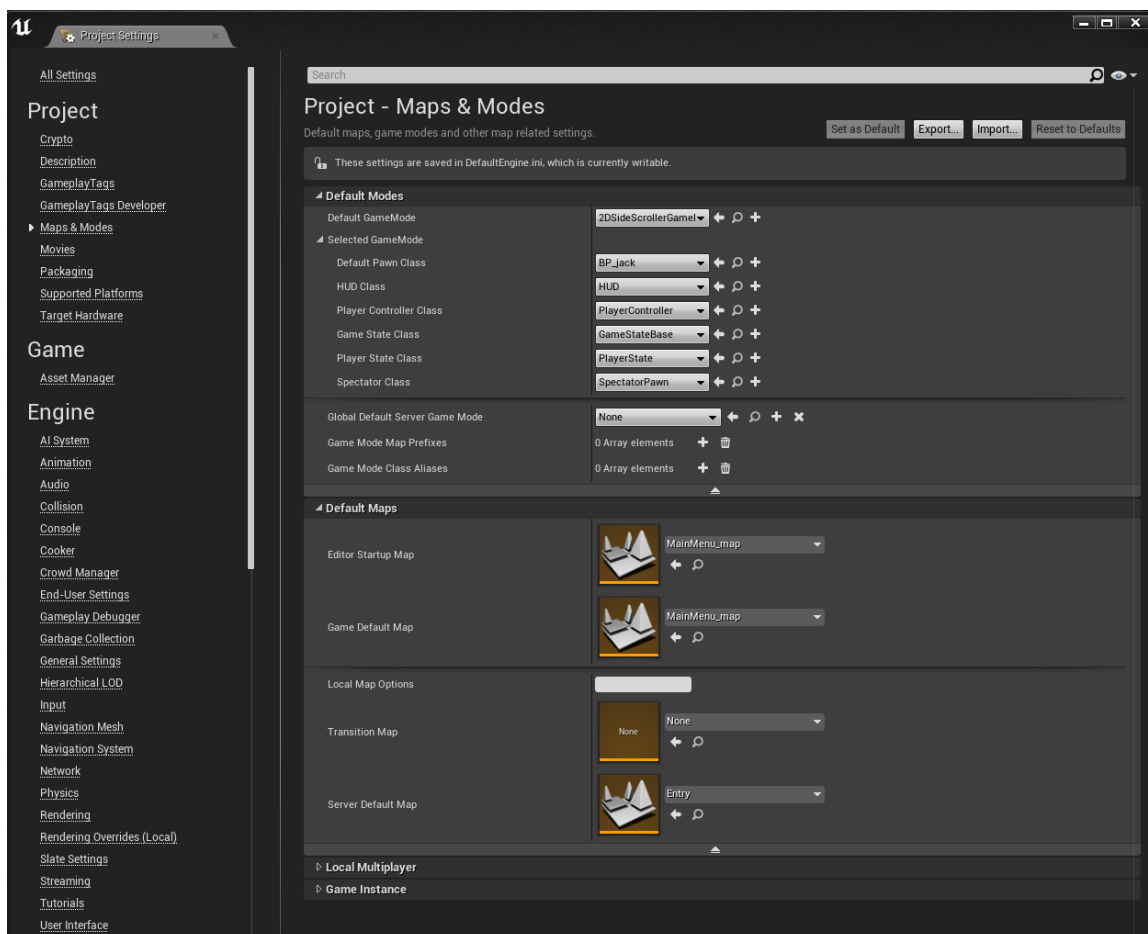 Project Settings
All Settings
Project
Crypto
Description
GameplayTags
GameplayTags Developer
Maps & Modes
Movies
Packaging
Supported Platforms
Target Hardware
Game
Asset Manager
Engine
AI System
Animation
Audio
Collision
Console
Cooker
Crowd Manager
End-User Settings
Gameplay Debugger
Garbage Collection
General Settings
Hierarchical LOD
Input
Navigation Mesh
Navigation System
Network
Physics
Rendering
Rendering Overrides (Local)
Slate Settings
Streaming
Tutorials
User Interface
Search
Project - Maps & Modes
Default maps, game modes and other map related settings.
Set as Default Export... Import... Reset to Defaults
These settings are saved in DefaultEngine.ini, which is currently writable.
Default Modes
Default GameMode 2DSideScrollerGameI
Selected GameMode
Default Pawn Class BP_jack
HUD Class HUD
Player Controller Class PlayerController
Game State Class GameStateBase
Player State Class PlayerState
Spectator Class SpectatorPawn
Global Default Server Game Mode None
Game Mode Map Prefixes 0 Array elements
Game Mode Class Aliases 0 Array elements
Default Maps
Editor Startup Map MainMenu_map
Game Default Map MainMenu_map
Local Map Options
Transition Map None None
Server Default Map Entry
Local Multiplayer
Game Instance